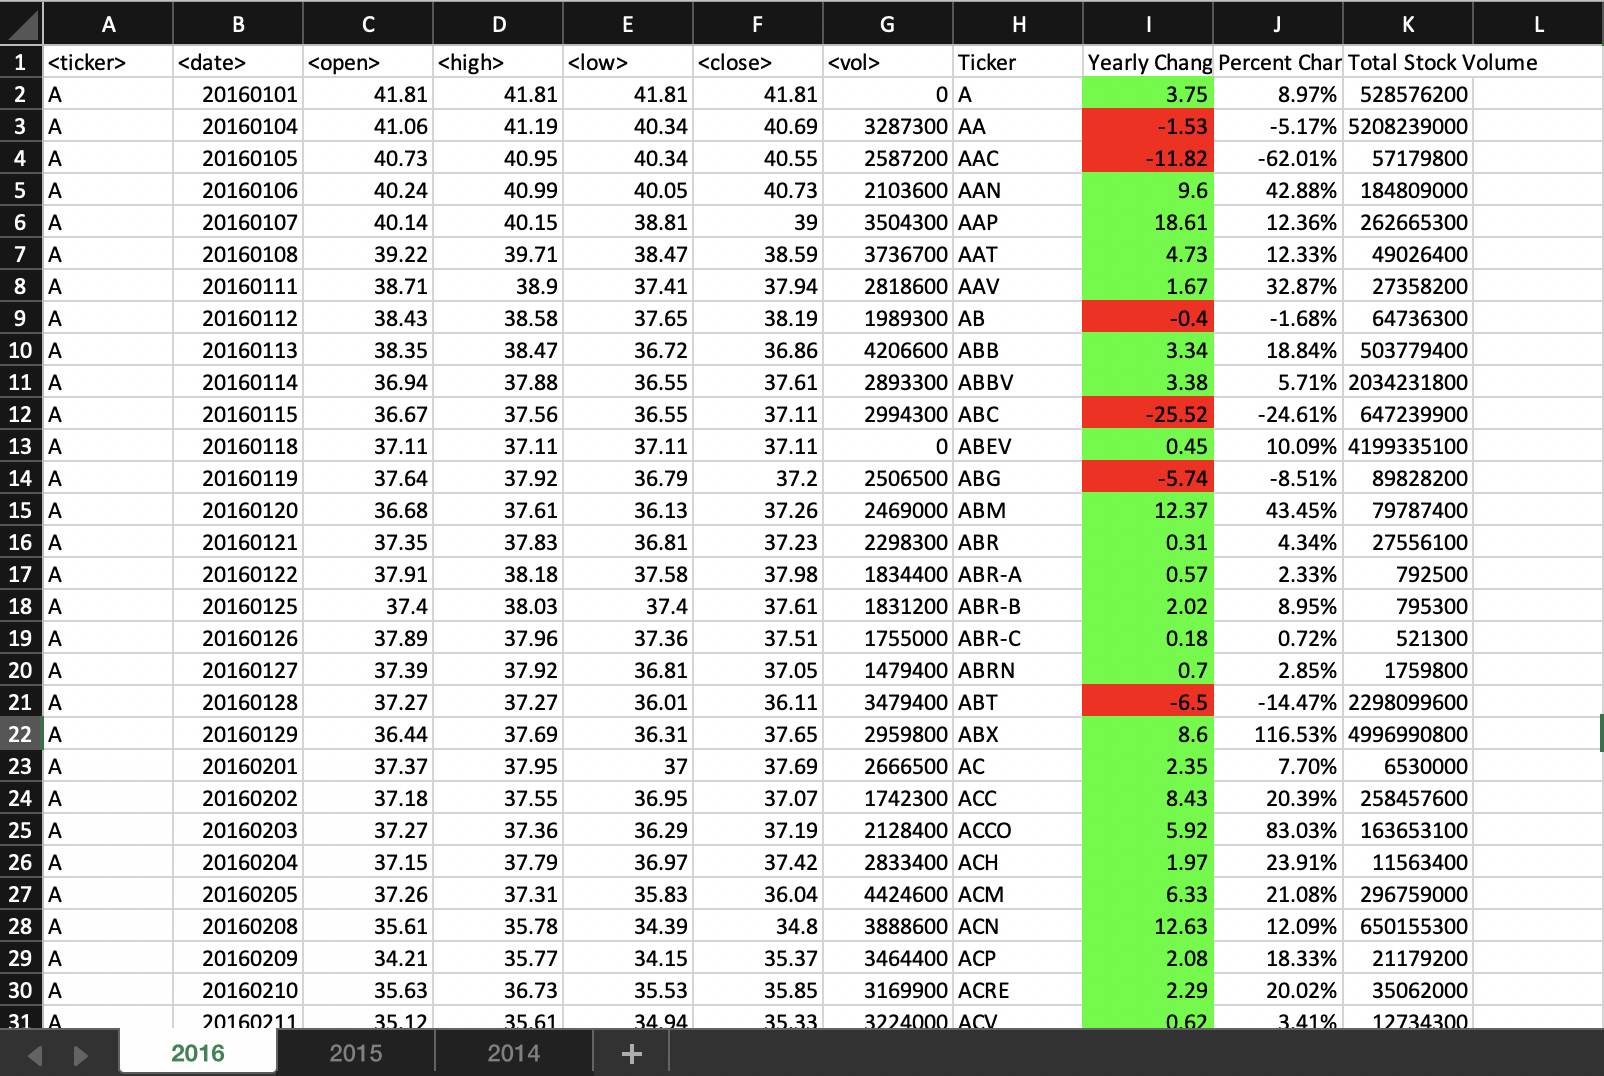 A B C D E F G H I J K L
1 <ticker> <date> <open> <high> <low> <close> <vol> Ticker Yearly Chang Percent Char Total Stock Volume
2 A 20160101 41.81 41.81 41.81 41.81 0 A 3.75 8.97% 528576200
3 A 20160104 41.06 41.19 40.34 40.69 3287300 AA -1.53 -5.17% 5208239000
4 A 20160105 40.73 40.95 40.34 40.55 2587200 AAC -11.82 -62.01% 57179800
5 A 20160106 40.24 40.99 40.05 40.73 2103600 AAN 9.6 42.88% 184809000
6 A 20160107 40.14 40.15 38.81 39 3504300 AAP 18.61 12.36% 262665300
7 A 20160108 39.22 39.71 38.47 38.59 3736700 AAT 4.73 12.33% 49026400
8 A 20160111 38.71 38.9 37.41 37.94 2818600 AAV 1.67 32.87% 27358200
9 A 20160112 38.43 38.58 37.65 38.19 1989300 AB -0.4 -1.68% 64736300
10 A 20160113 38.35 38.47 36.72 36.86 4206600 ABB 3.34 18.84% 503779400
11 A 20160114 36.94 37.88 36.55 37.61 2893300 ABBV 3.38 5.71% 2034231800
12 A 20160115 36.67 37.56 36.55 37.11 2994300 ABC -25.52 -24.61% 647239900
13 A 20160118 37.11 37.11 37.11 37.11 0 ABEV 0.45 10.09% 4199335100
14 A 20160119 37.64 37.92 36.79 37.2 2506500 ABG -5.74 -8.51% 89828200
15 A 20160120 36.68 37.61 36.13 37.26 2469000 ABM 12.37 43.45% 79787400
16 A 20160121 37.35 37.83 36.81 37.23 2298300 ABR 0.31 4.34% 27556100
17 A 20160122 37.91 38.18 37.58 37.98 1834400 ABR-A 0.57 2.33% 792500
18 A 20160125 37.4 38.03 37.4 37.61 1831200 ABR-B 2.02 8.95% 795300
19 A 20160126 37.89 37.96 37.36 37.51 1755000 ABR-C 0.18 0.72% 521300
20 A 20160127 37.39 37.92 36.81 37.05 1479400 ABRN 0.7 2.85% 1759800
21 A 20160128 37.27 37.27 36.01 36.11 3479400 ABT -6.5 -14.47% 2298099600
22 A 20160129 36.44 37.69 36.31 37.65 2959800 ABX 8.6 116.53% 4996990800
23 A 20160201 37.37 37.95 37 37.69 2666500 AC 2.35 7.70% 6530000
24 A 20160202 37.18 37.55 36.95 37.07 1742300 ACC 8.43 20.39% 258457600
25 A 20160203 37.27 37.36 36.29 37.19 2128400 ACCO 5.92 83.03% 163653100
26 A 20160204 37.15 37.79 36.97 37.42 2833400 ACH 1.97 23.91% 11563400
27 A 20160205 37.26 37.31 35.83 36.04 4424600 ACM 6.33 21.08% 296759000
28 A 20160208 35.61 35.78 34.39 34.8 3888600 ACN 12.63 12.09% 650155300
29 A 20160209 34.21 35.77 34.15 35.37 3464400 ACP 2.08 18.33% 21179200
30 A 20160210 35.63 36.73 35.53 35.85 3169900 ACRE 2.29 20.02% 35062000
31 A 20160211 35.12 35.61 34.94 35.33 3224000 ACV 0.62 3.41% 12734300
2016 2015 2014 +